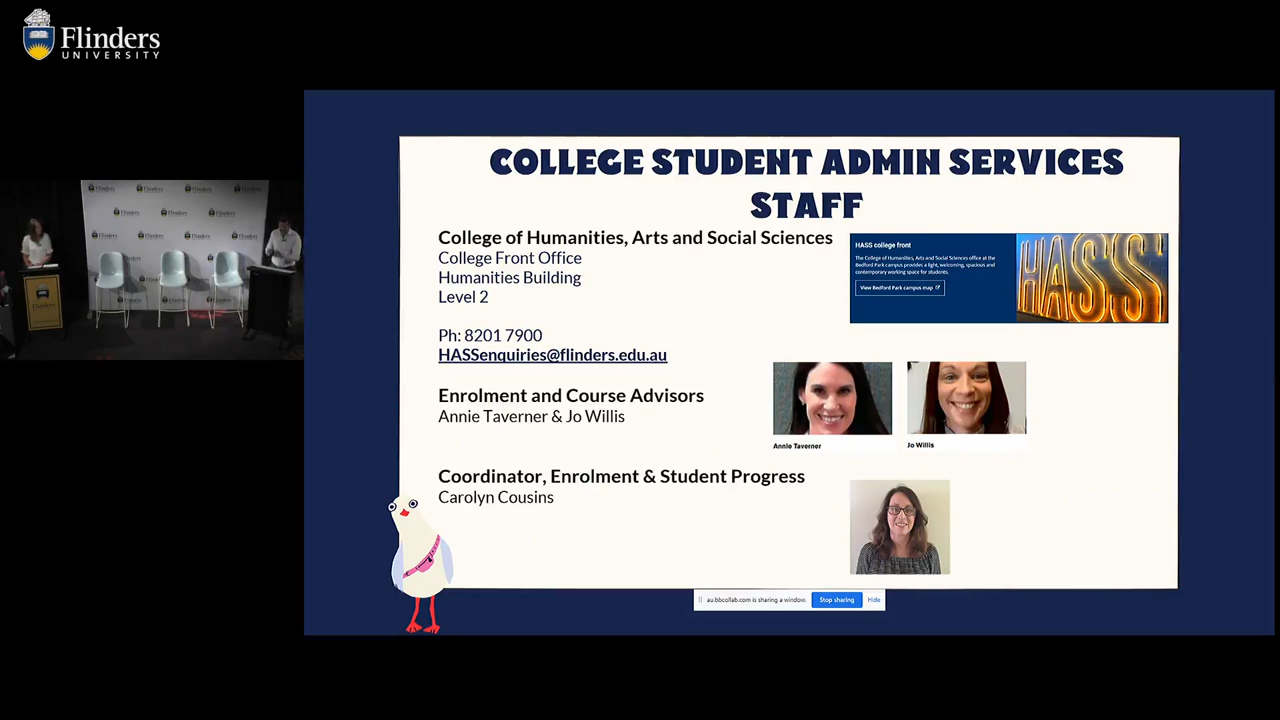 Flinders
UNIVERSITY
COLLEGE STUDENT ADMIN SERVICES
STAFF
College of Humanities, Arts and Social Sciences
College Front Office
Humanities Building
Level 2
Ph: 8201 7900
HASSenquiries@flinders.edu.au
HASS college front
The College of Humanities, Arts and Social Sciences office at the
Bedford Park campus provides a light, welcoming, spacious and
contemporary working space for students.
View Bedford Park campus map
HASS
Enrolment and Course Advisors
Annie Taverner & Jo Willis
Annie Taverner
Jo Willis
Coordinator, Enrolment & Student Progress
Carolyn Cousins
au.bbcollab.com is sharing a window.
Stop sharing
Hide